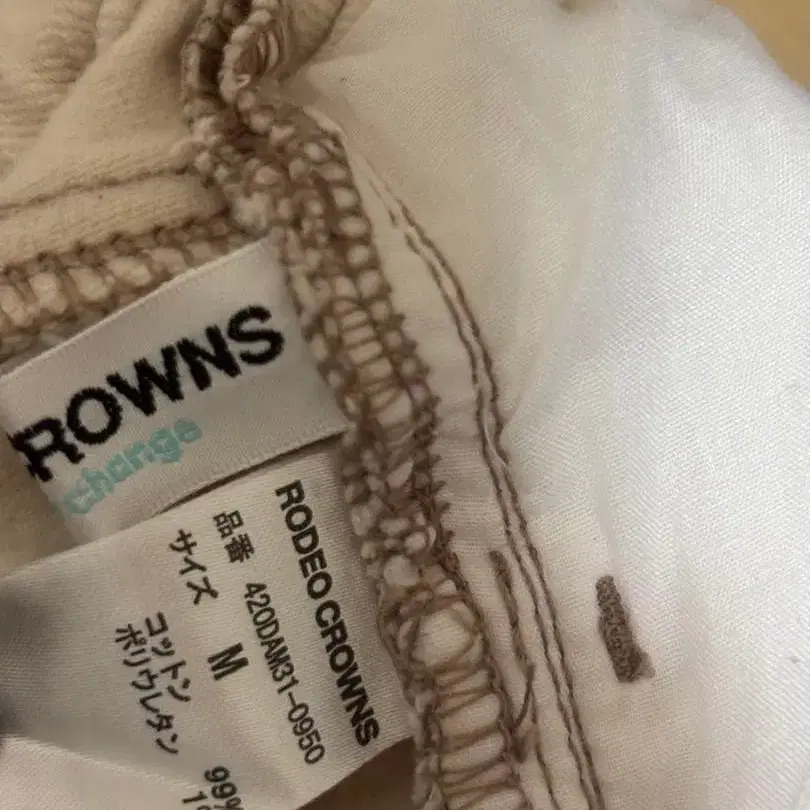 CROWNS
change
RODEO CROWNS
品番 420DAM31-0950
サイズ M
コットン 99%
ポリウレタン